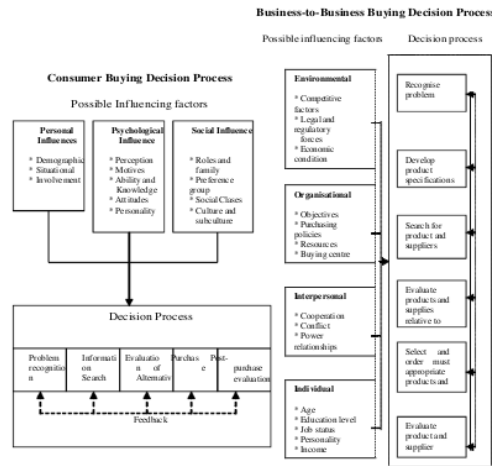 Business-to-Business Buying Decision Process
Possible influencing factors
Decision process
Consumer Buying Decision Process
Possible Influencing factors
Personal
Influences
* Demographic
* Situational
* Involvement
Psychological
Influence
* Perception
* Motives
* Ability and
Knowledge
* Attitudes
* Personality
Social Influence
* Roles and
family
* Preference
group
* Social Clases
* Culture and
subculture
Decision Process
Problem
recognitio
n
Informati
on
Search
Evaluatio
n of
Alternativ
Purchas
e
Post-
purchase
evaluation
Feedback
Environmental
* Competitive
factors
* Legal and
regulatory
forces
* Economic
condition
Organisational
* Objectives
* Purchasing
policies
* Resources
* Buying centre
Interpersonal
* Cooperation
* Conflict
* Power
relationships
Individual
* Age
* Education level
* Job status
* Personality
* Income
Recognise
problem
Develop
product
specifications
Search for
product and
suppliers
Evaluate
products and
supplies
relative to
Select and
order must
appropriate
products and
Evaluate
product and
supplier